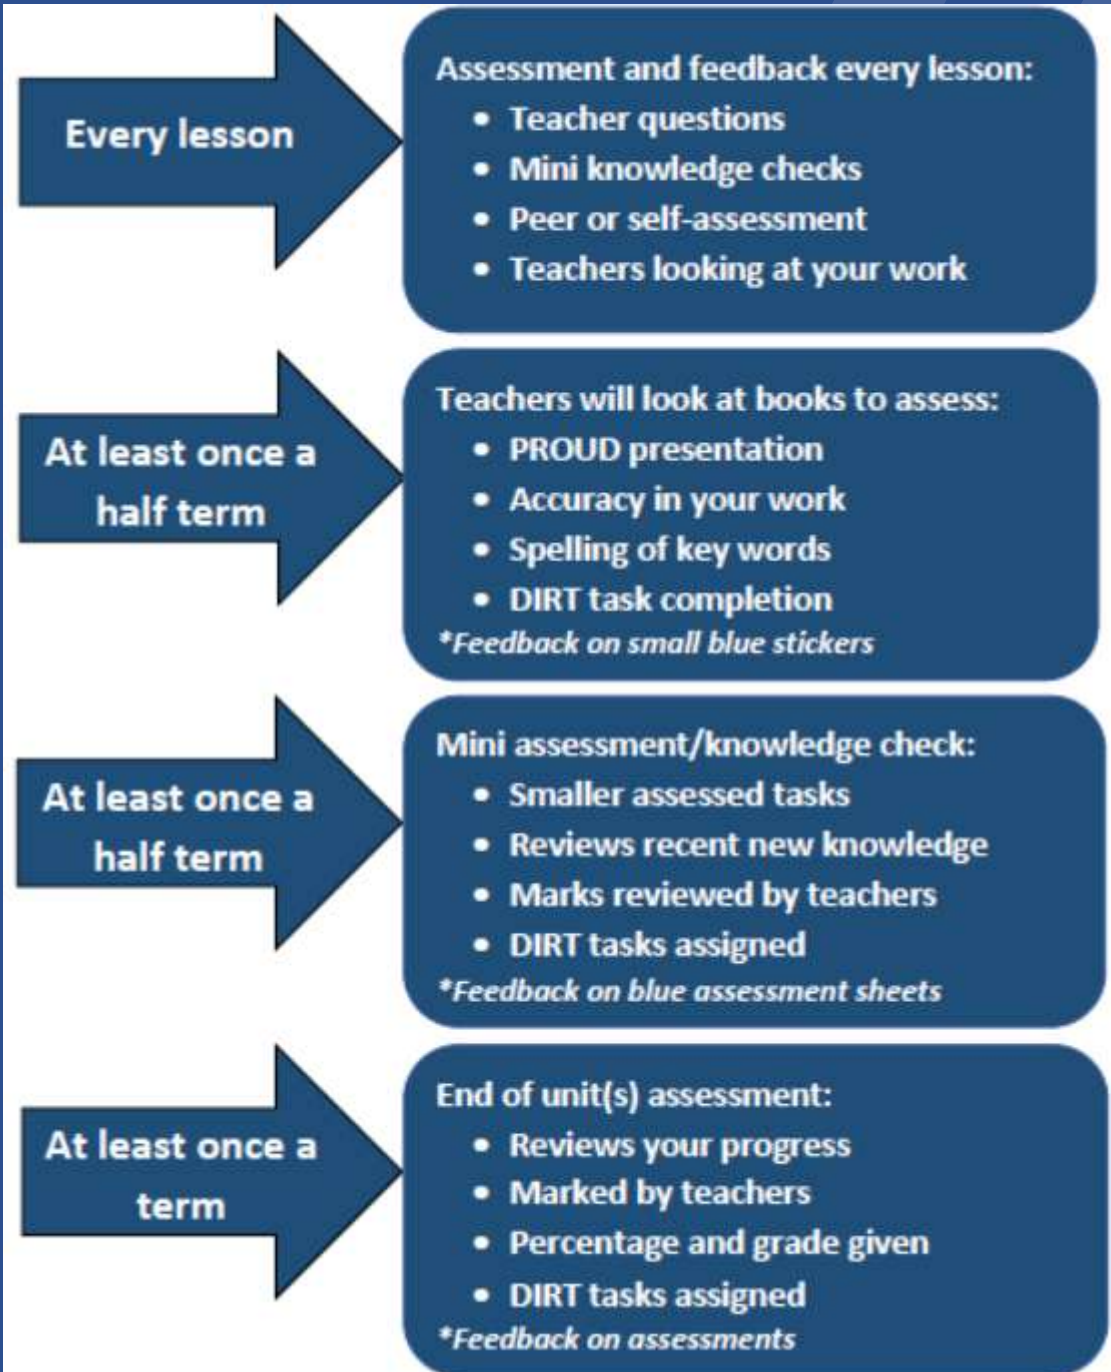 Every lesson
Assessment and feedback every lesson:
• Teacher questions
• Mini knowledge checks
• Peer or self-assessment
• Teachers looking at your work
At least once a
half term
Teachers will look at books to assess:
• PROUD presentation
• Accuracy in your work
• Spelling of key words
• DIRT task completion
*Feedback on small blue stickers
At least once a
half term
Mini assessment/knowledge check:
• Smaller assessed tasks
• Reviews recent new knowledge
• Marks reviewed by teachers
• DIRT tasks assigned
*Feedback on blue assessment sheets
At least once a
term
End of unit(s) assessment:
• Reviews your progress
• Marked by teachers
• Percentage and grade given
• DIRT tasks assigned
*Feedback on assessments